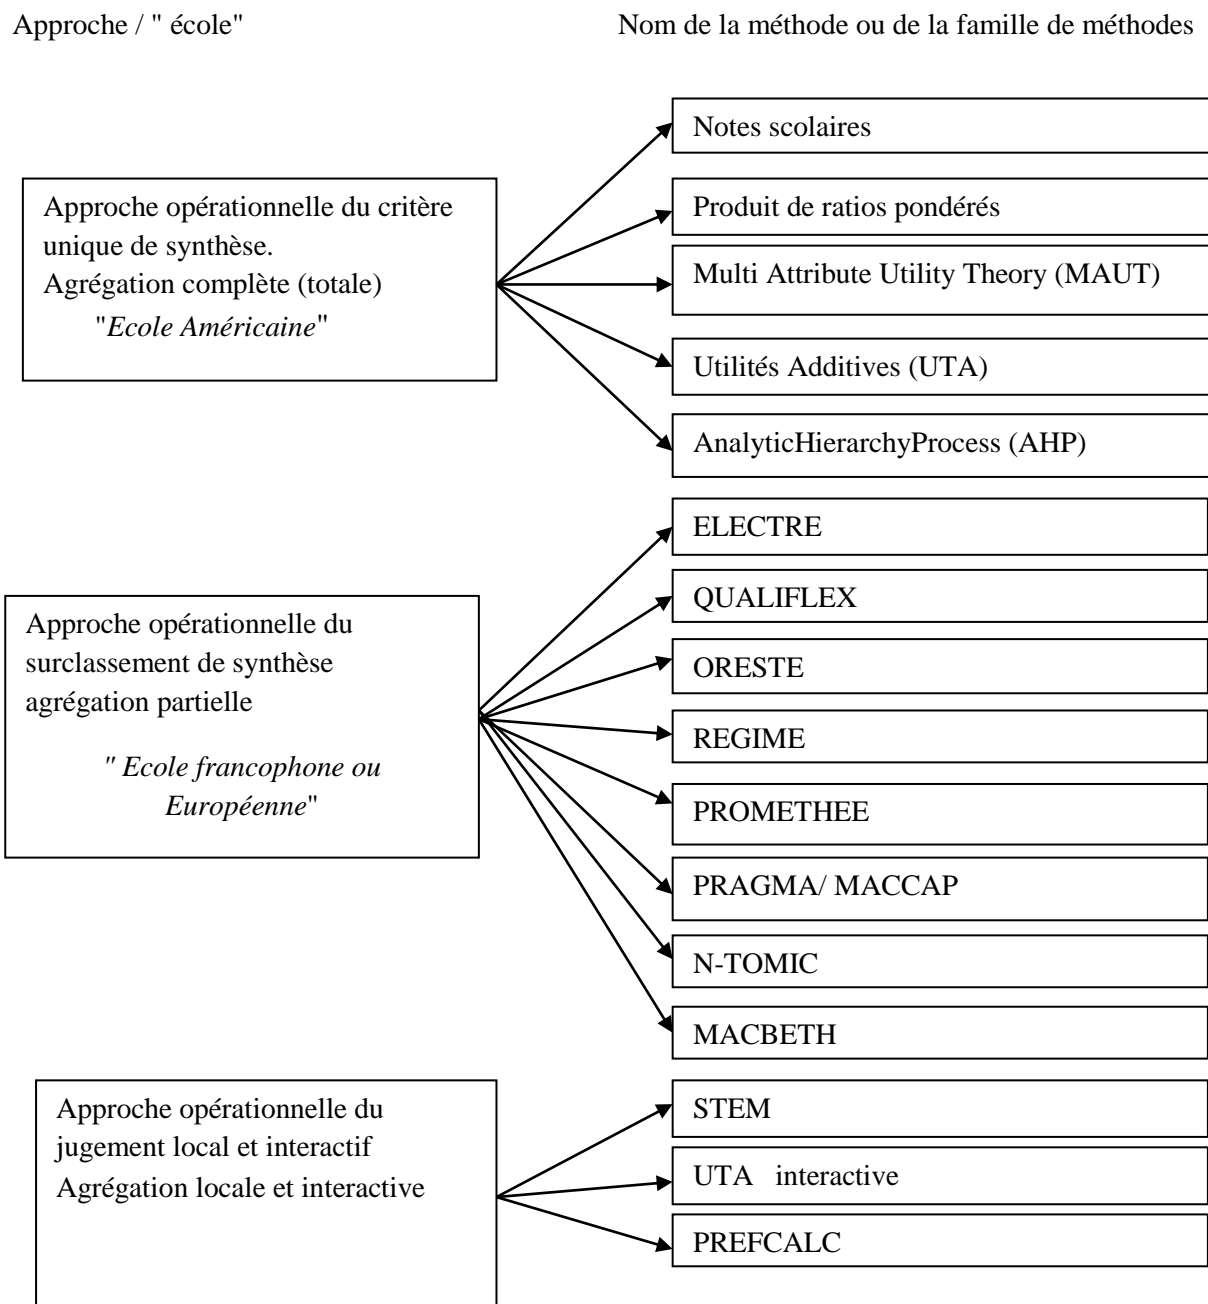 Approche / " école"
Nom de la méthode ou de la famille de méthodes
Approche opérationnelle du critère
unique de synthèse.
Agrégation complète (totale)
"Ecole Américaine"
Notes scolaires
Produit de ratios pondérés
Multi Attribute Utility Theory (MAUT)
Utilités Additives (UTA)
AnalyticHierarchyProcess (AHP)
Approche opérationnelle du
surclassement de synthèse
agrégation partielle
" Ecole francophone ou
Européenne"
ELECTRE
QUALIFLEX
ORESTE
REGIME
PROMETHEE
PRAGMA/ MACCAP
N-TOMIC
MACBETH
Approche opérationnelle du
jugement local et interactif
Agrégation locale et interactive
STEM
UTA interactive
PREFCALC